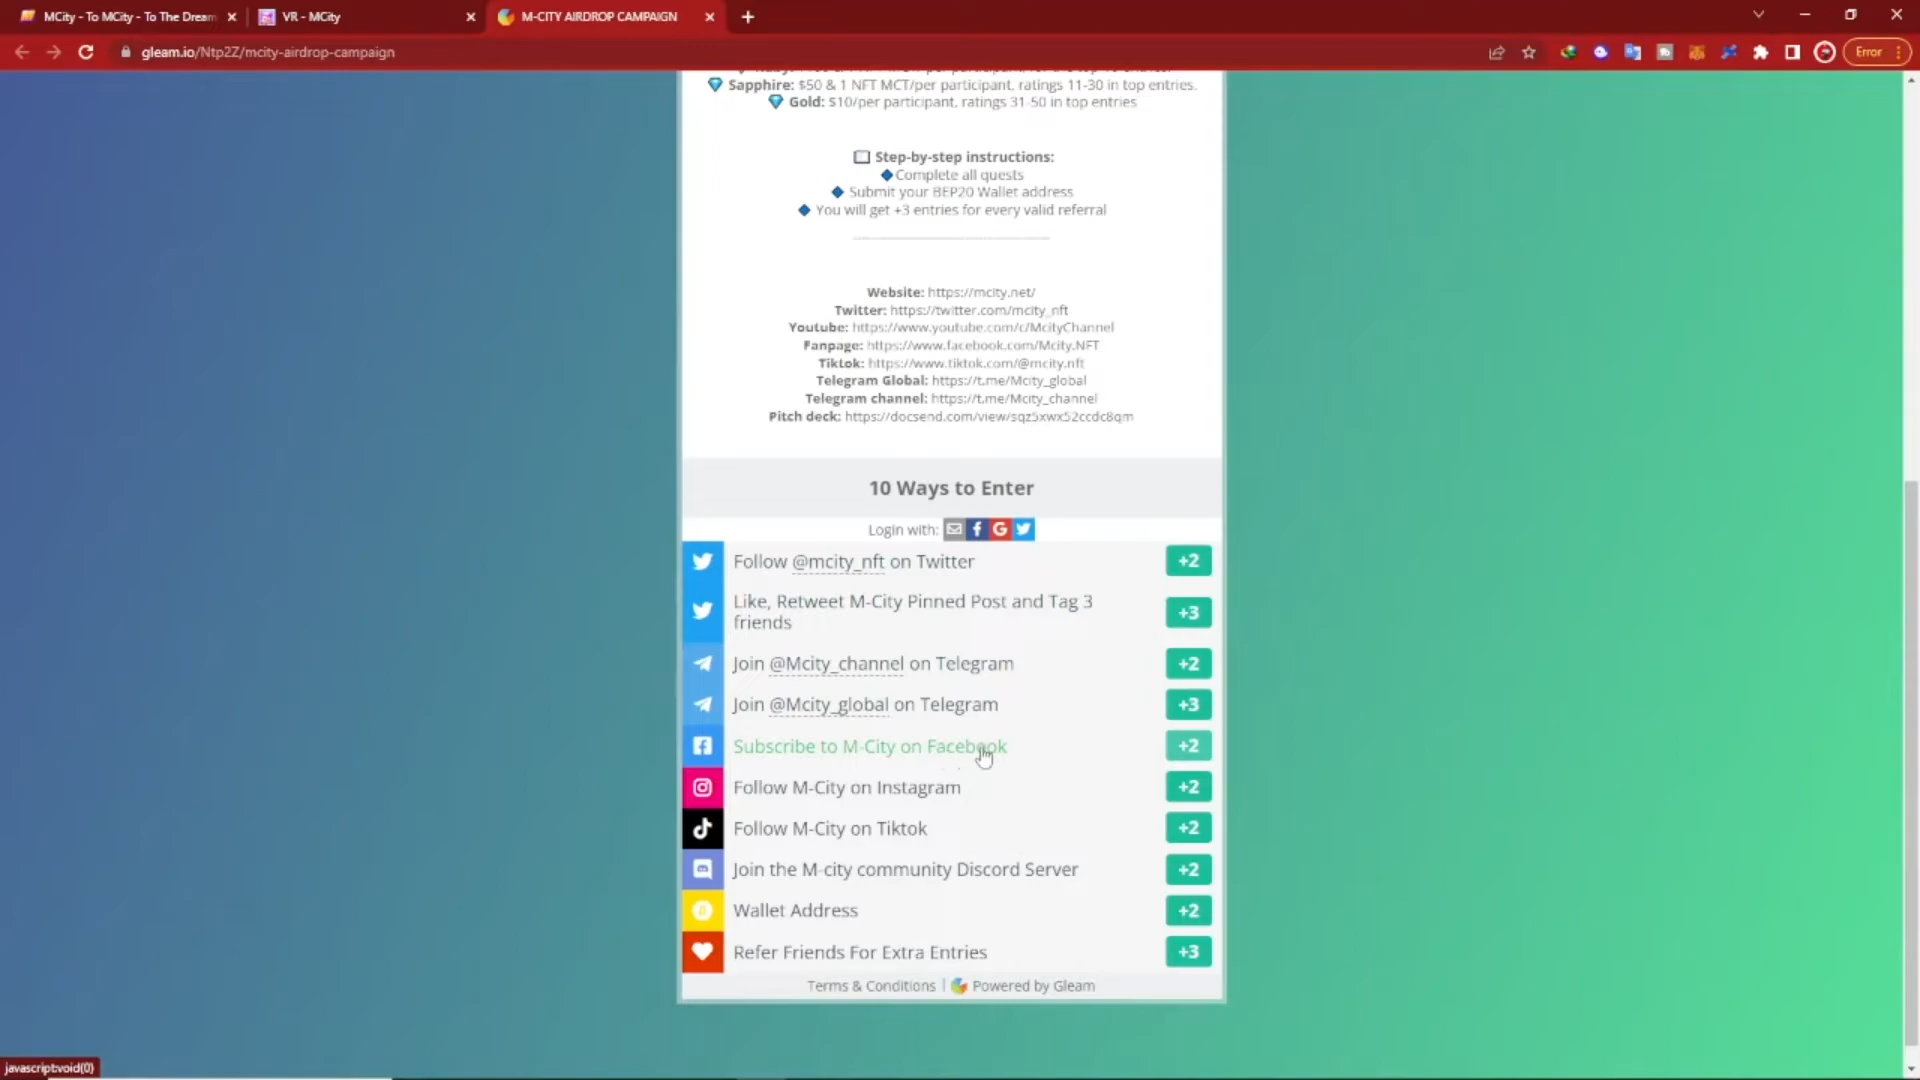 MCity - To MCity - To The Dream
VR - MCity
M-CITY AIRDROP CAMPAIGN
gleam.io/Ntp2Z/mcity-airdrop-campaign
Error
Sapphire: $50 & 1 NFT MCT/per participant, ratings 11-30 in top entries.
Gold: $10/per participant, ratings 31-50 in top entries
Step-by-step instructions:
Complete all quests
Submit your BEP20 Wallet address
You will get +3 entries for every valid referral
Website: https://mcity.net/
Twitter: https://twitter.com/mcity_nft
Youtube: https://www.youtube.com/c/McityChannel
Fanpage: https://www.facebook.com/Mcity.NFT
Tiktok: https://www.tiktok.com/@mcity.nft
Telegram Global: https://t.me/Mcity_global
Telegram channel: https://t.me/Mcity_channel
Pitch deck: https://docsend.com/view/sqz5xwx52ccdc8qm
10 Ways to Enter
Login with:
Follow @mcity_nft on Twitter +2
Like, Retweet M-City Pinned Post and Tag 3
friends +3
Join @Mcity_channel on Telegram +2
Join @Mcity_global on Telegram +3
Subscribe to M-City on Facebook +2
Follow M-City on Instagram +2
Follow M-City on Tiktok +2
Join the M-city community Discord Server +2
Wallet Address +2
Refer Friends For Extra Entries +3
Terms & Conditions | Powered by Gleam
javascript:void(0)